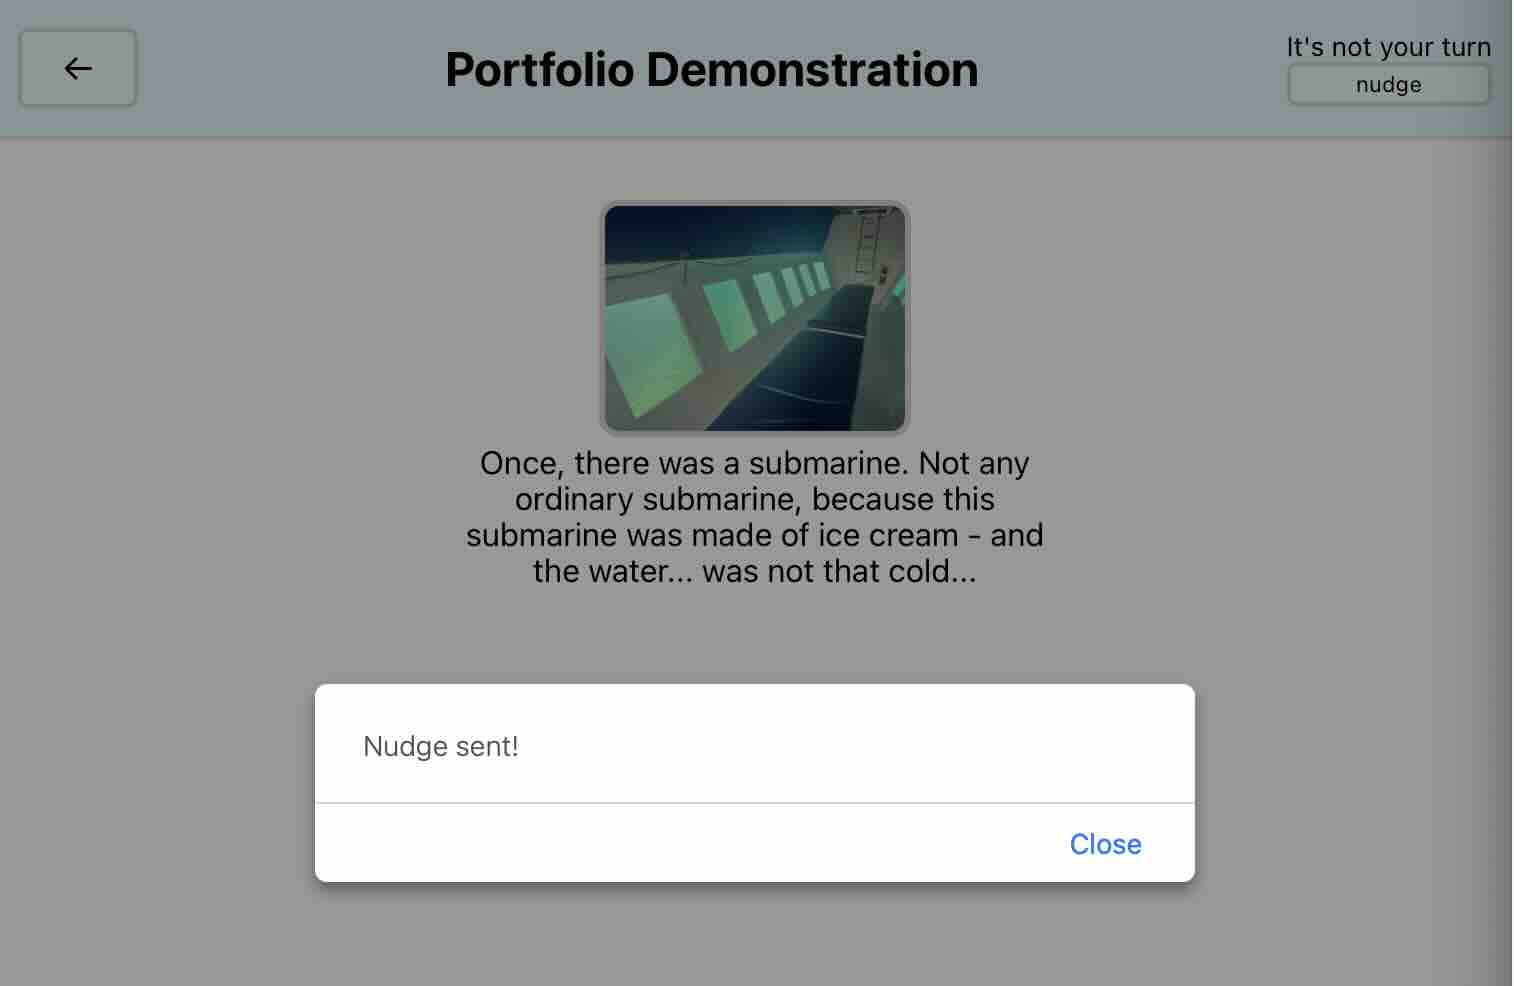 ←
Portfolio Demonstration
It's not your turn
nudge
Once, there was a submarine. Not any
ordinary submarine, because this
submarine was made of ice cream - and
the water... was not that cold...
Nudge sent!
Close